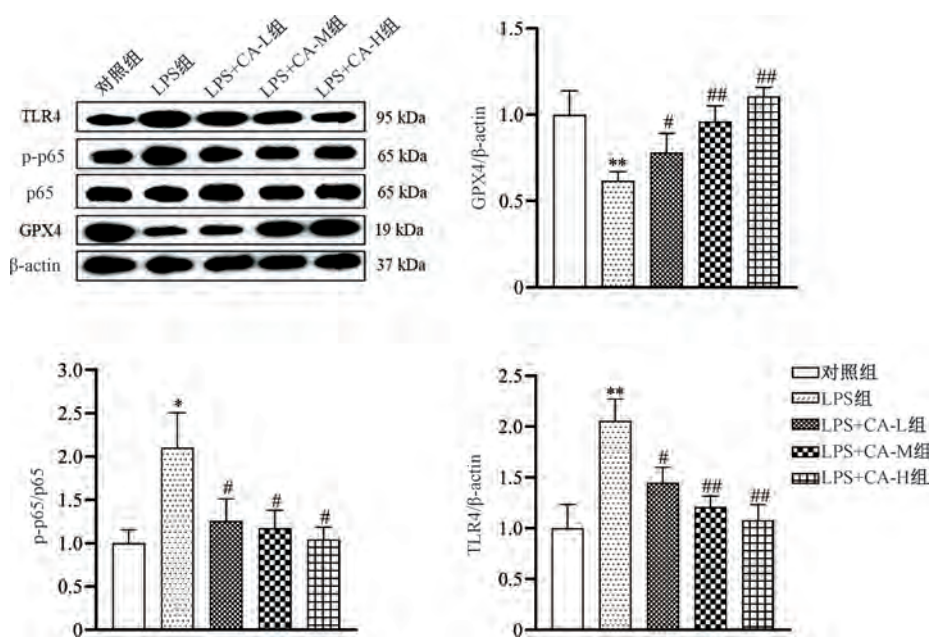 对照组
LPS组
LPS+CA-L组
LPS+CA-M组
LPS+CA-H组
TLR4
95 kDa
p-p65
65 kDa
p65
65 kDa
GPX4
19 kDa
β-actin
37 kDa
GPX4/β-actin
1.5
1.0
0.5
0
**
#
##
##
p-p65/p65
3.0
2.5
2.0
1.5
1.0
0.5
0
*
#
#
#
TLR4/β-actin
2.5
2.0
1.5
1.0
0.5
0
**
#
##
##
对照组
LPS组
LPS+CA-L组
LPS+CA-M组
LPS+CA-H组